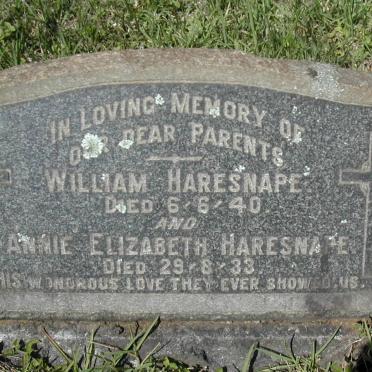 IN LOVING MEMORY OF
OUR DEAR PARENTS
WILLIAM HARESNAPE
DIED 6/6/40
AND
ANNIE ELIZABETH HARESNAPE
DIED 29/8/33
HIS WONDROUS LOVE THEY EVER SHOWED US